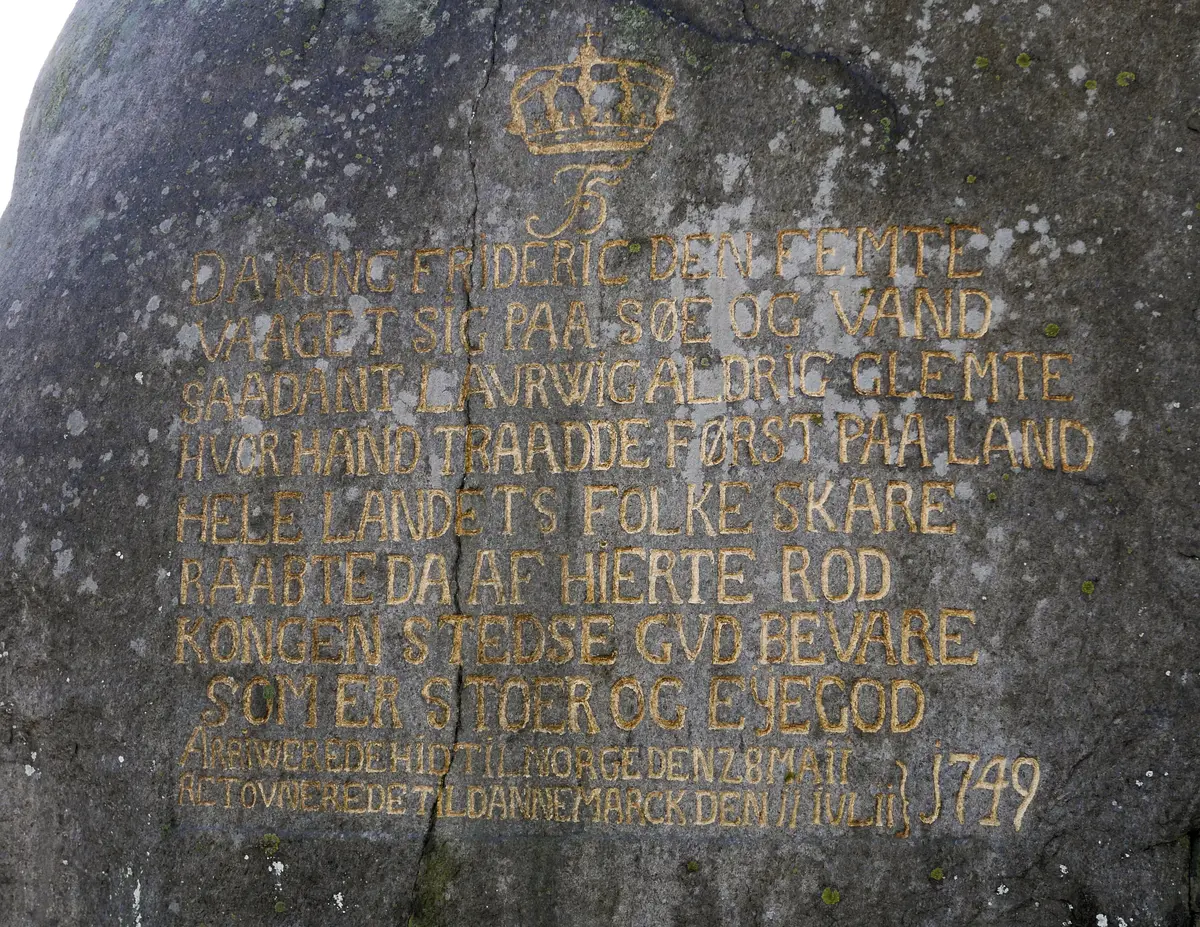 F5
DA KONG FRIDERIC DEN FEMTE
VAAGET SIG PAA SØE OG VAND
SAADANT LAVRWIG ALDRIG GLEMTE
HVOR HAND TRAADDE FØRST PAA LAND
HELE LANDETS FOLKE SKARE
RAABTE DA AF HIERTE ROD
KONGEN STEDSE GVD BEVARE
SOM ER STOER OG EYEGOD
ARRIWEREDE HID TIL NORGE DEN 28 MAII
RETOVNEREDE TIL DANNEMARCK DEN 11 IVLII } 1749